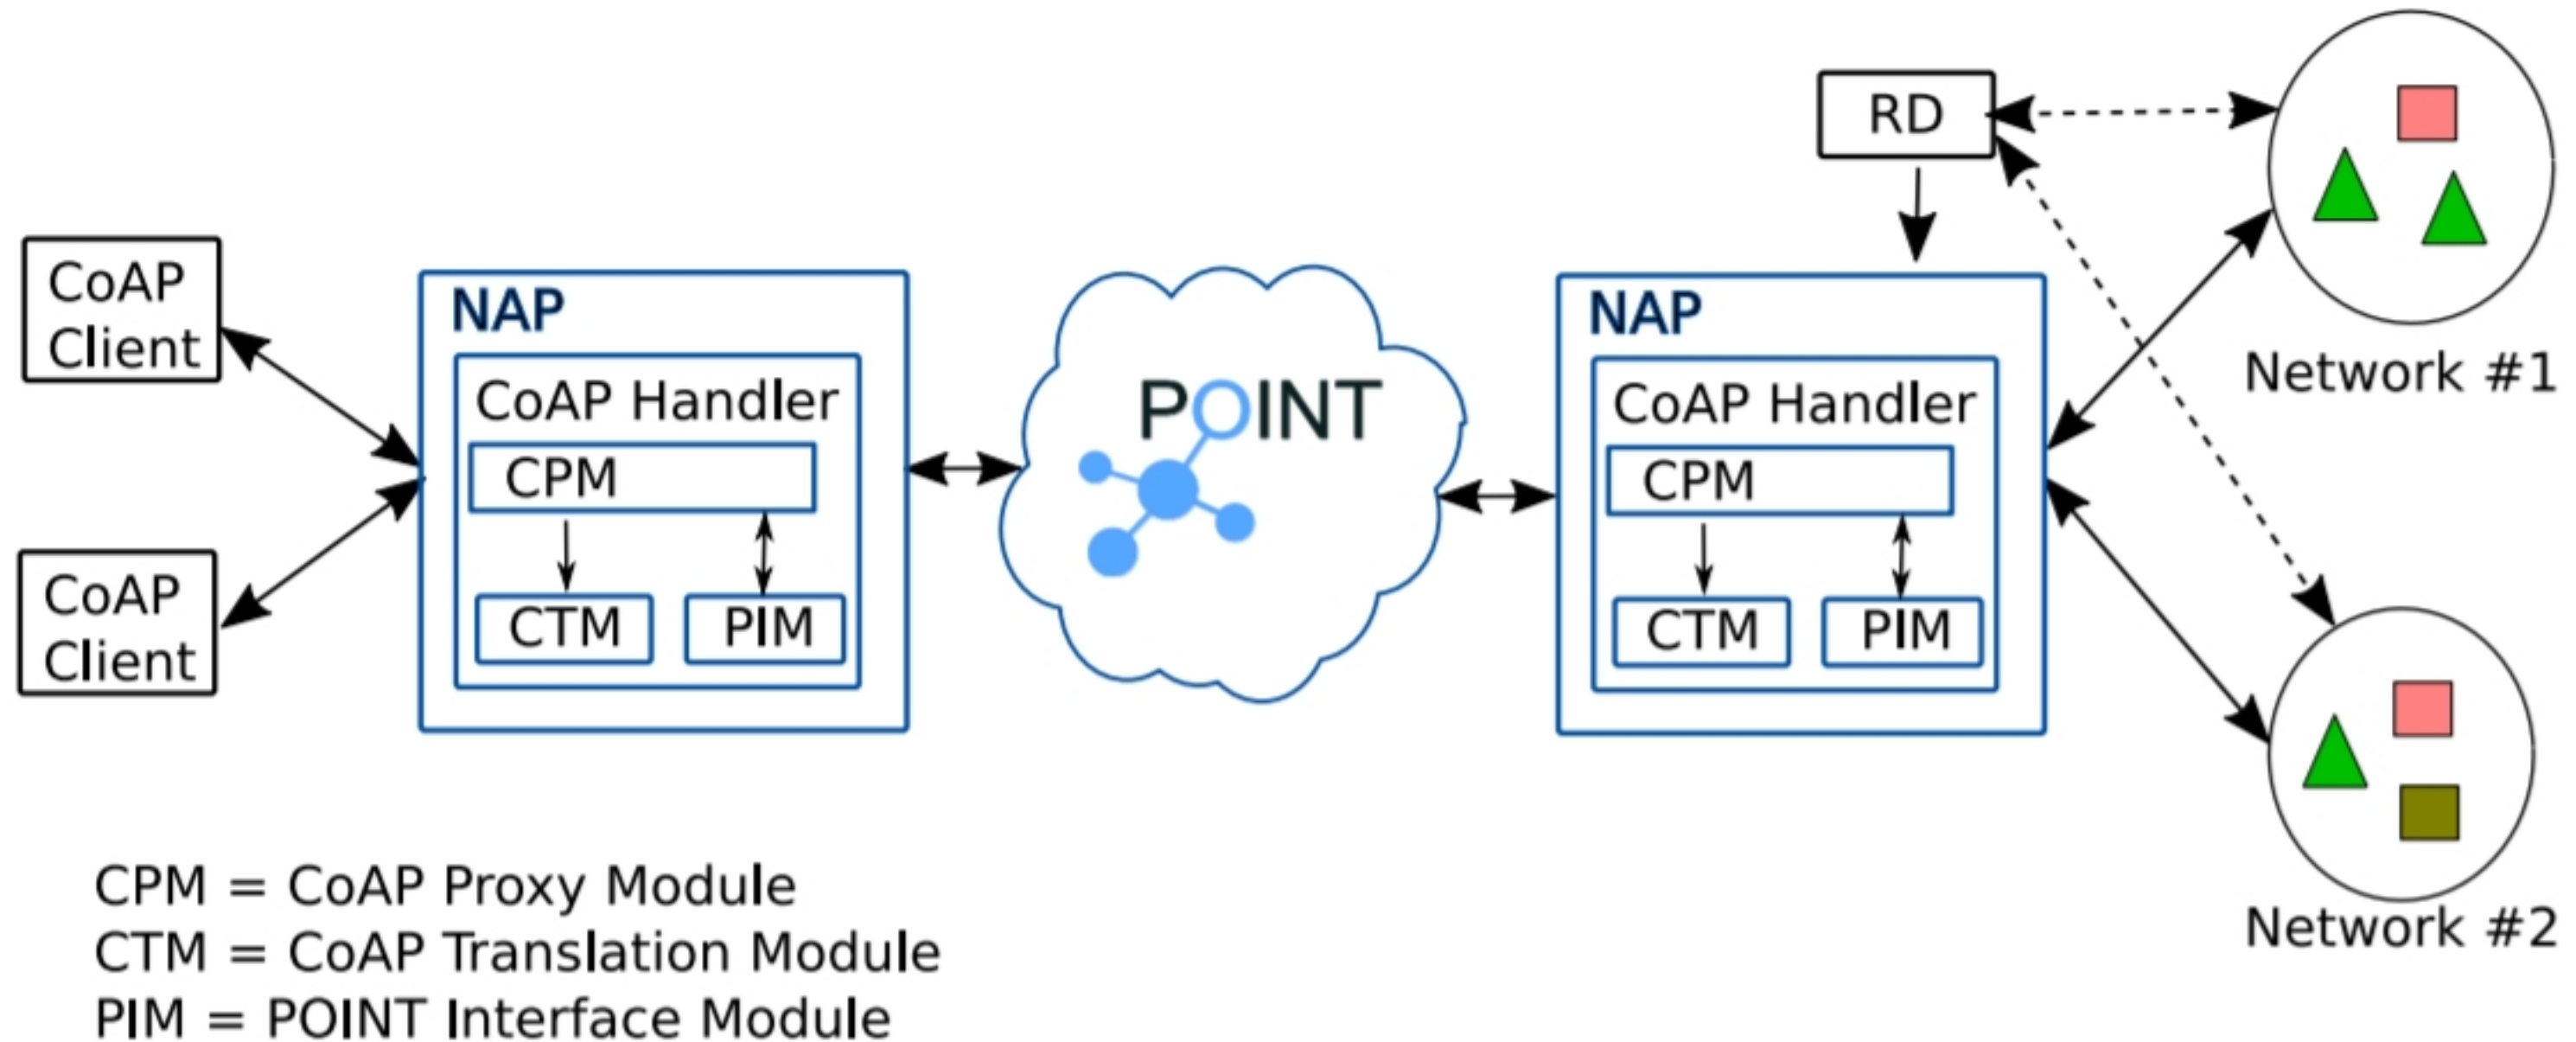 CoAP
Client
CoAP
Client
NAP
CoAP Handler
CPM
CTM
PIM
POINT
RD
NAP
CoAP Handler
CPM
CTM
PIM
Network #1
Network #2
CPM = CoAP Proxy Module
CTM = CoAP Translation Module
PIM = POINT Interface Module